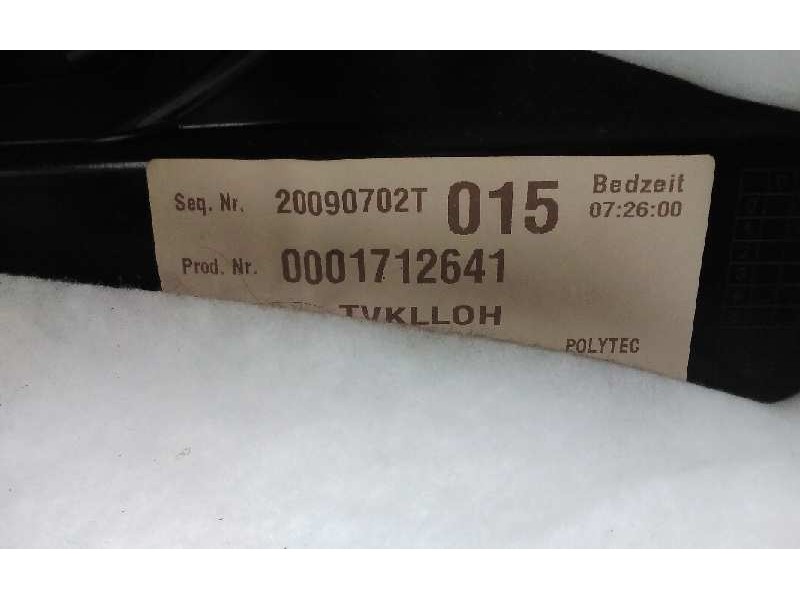 Seq. Nr. 20090702T 015 Bedzeit
07:26:00
Prod. Nr. 0001712641
TVKLLOH
POLYTEC